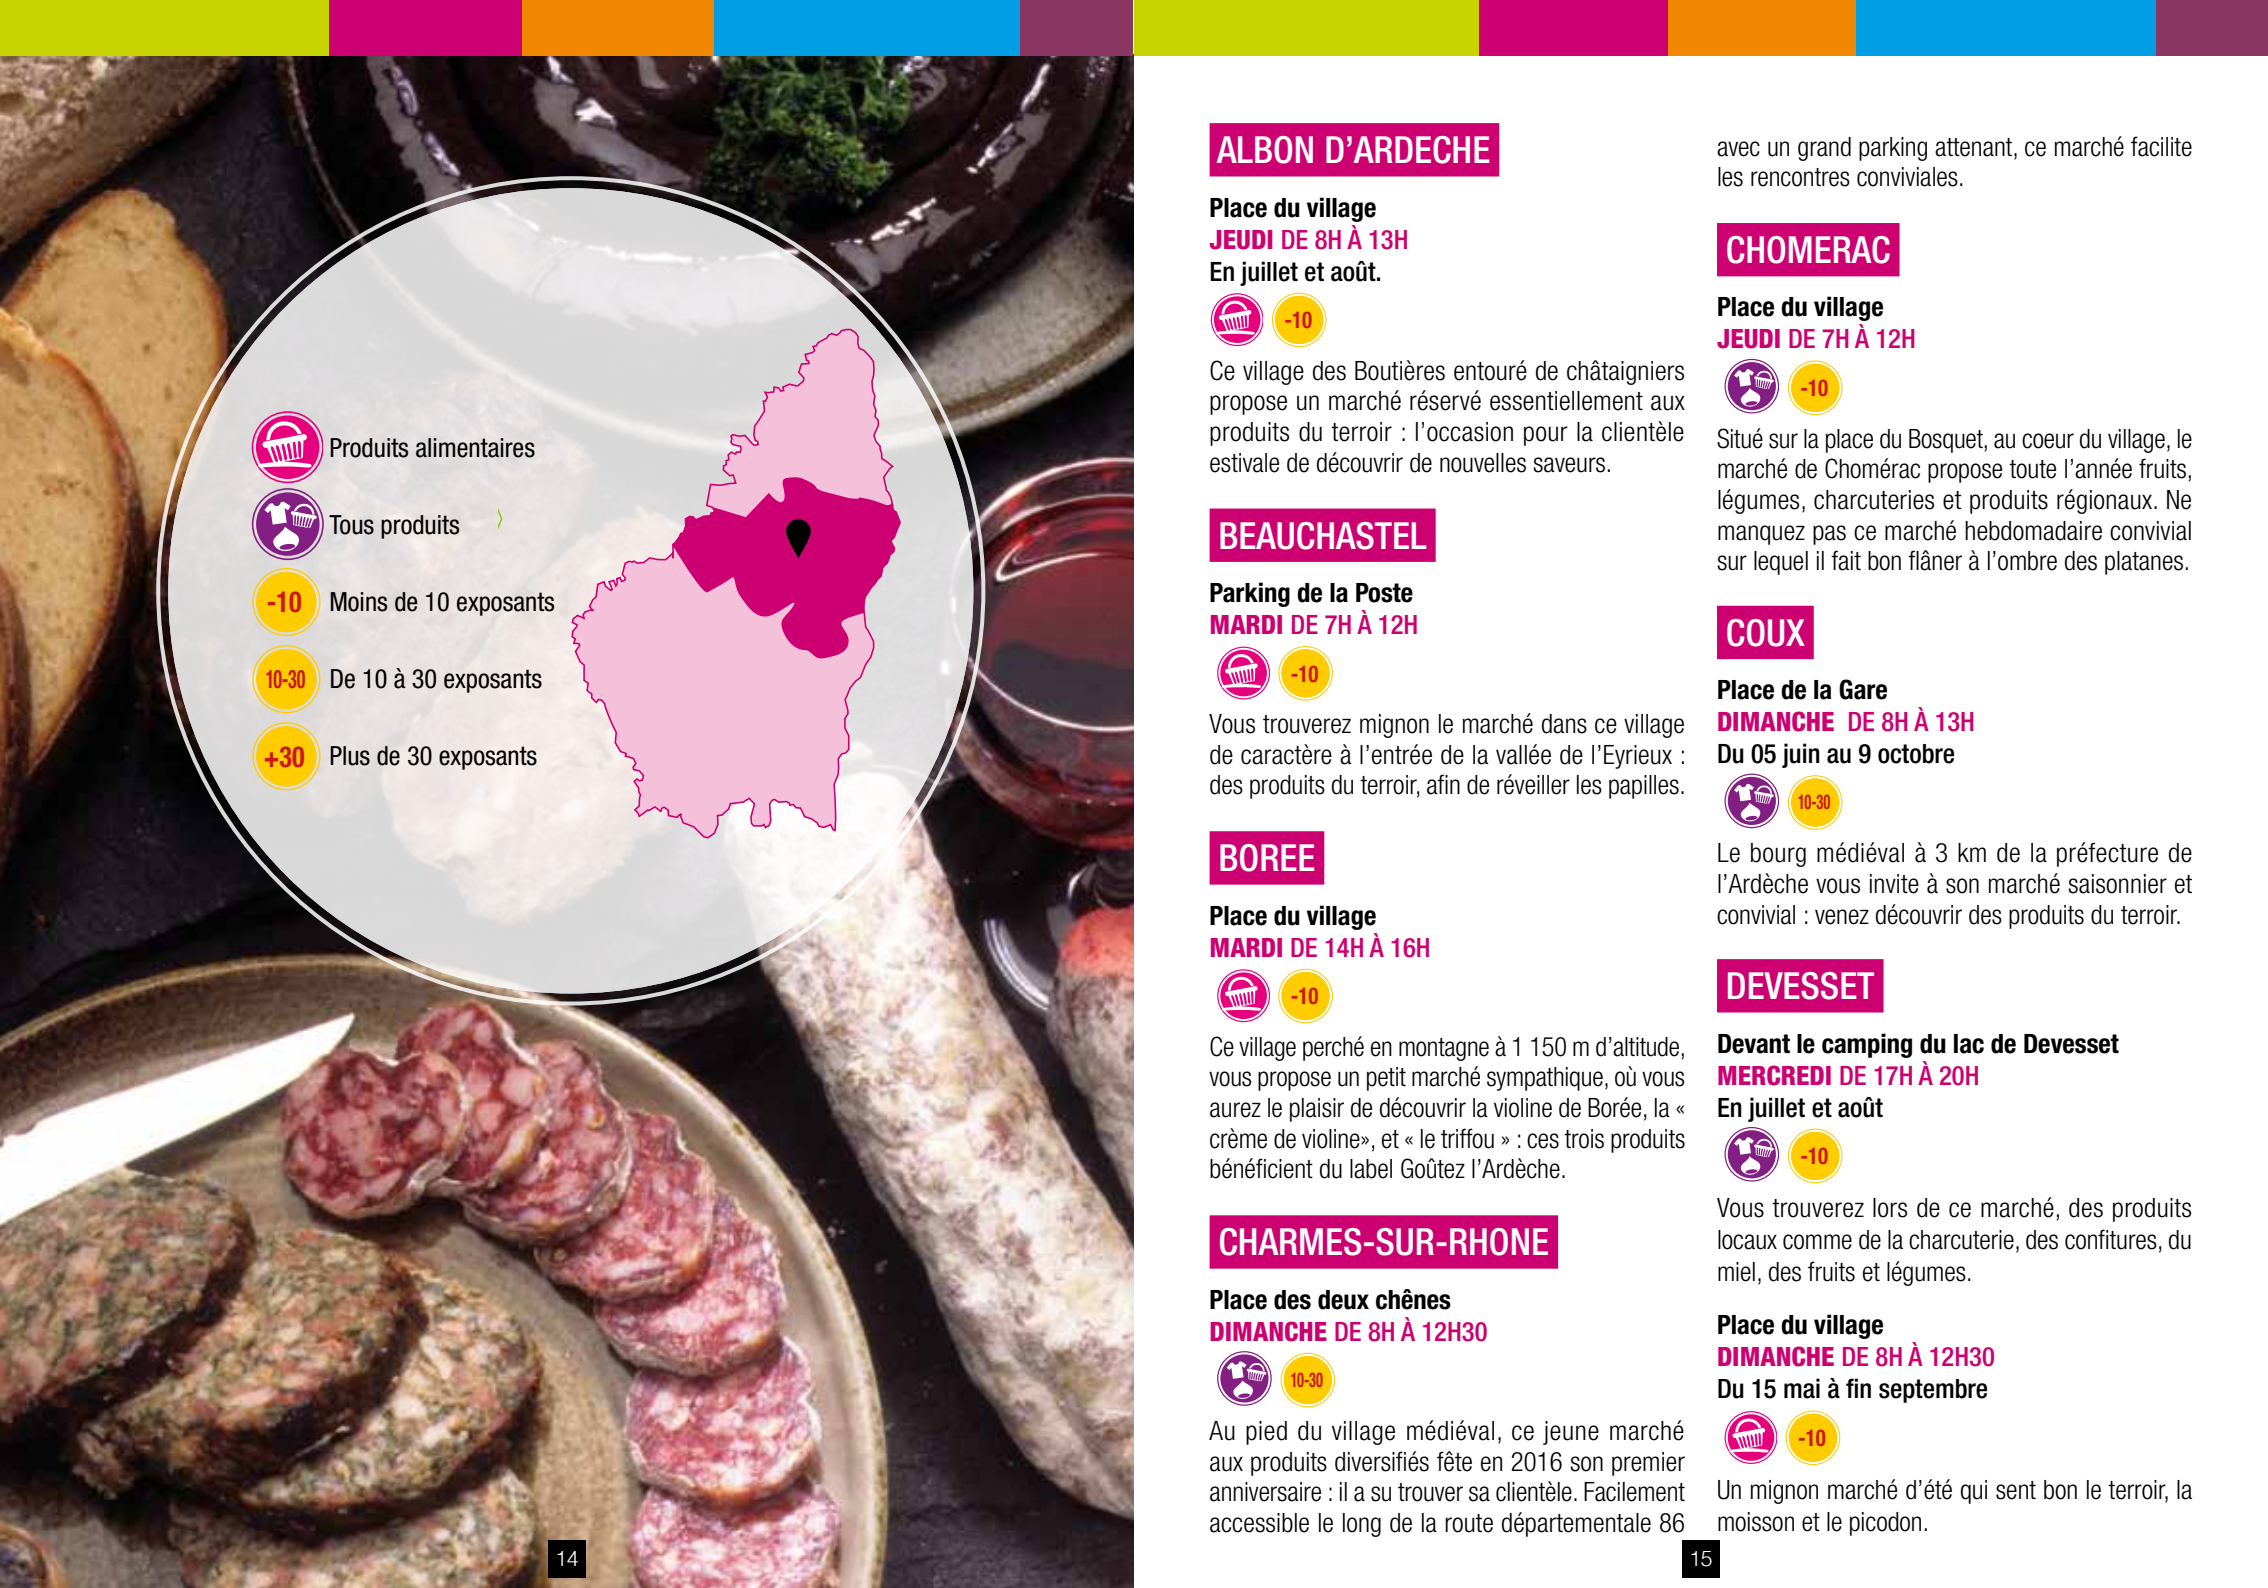 Produits alimentaires
Tous produits
-10 Moins de 10 exposants
10-30 De 10 à 30 exposants
+30 Plus de 30 exposants
14
ALBON D’ARDECHE
Place du village
JEUDI DE 8H À 13H
En juillet et août.
-10
Ce village des Boutières entouré de châtaigniers
propose un marché réservé essentiellement aux
produits du terroir : l’occasion pour la clientèle
estivale de découvrir de nouvelles saveurs.
BEAUCHASTEL
Parking de la Poste
MARDI DE 7H À 12H
-10
Vous trouverez mignon le marché dans ce village
de caractère à l’entrée de la vallée de l’Eyrieux :
des produits du terroir, afin de réveiller les papilles.
BOREE
Place du village
MARDI DE 14H À 16H
-10
Ce village perché en montagne à 1 150 m d’altitude,
vous propose un petit marché sympathique, où vous
aurez le plaisir de découvrir la violine de Borée, la «
crème de violine», et « le triffou » : ces trois produits
bénéficient du label Goûtez l’Ardèche.
CHARMES-SUR-RHONE
Place des deux chênes
DIMANCHE DE 8H À 12H30
10-30
Au pied du village médiéval, ce jeune marché
aux produits diversifiés fête en 2016 son premier
anniversaire : il a su trouver sa clientèle. Facilement
accessible le long de la route départementale 86
avec un grand parking attenant, ce marché facilite
les rencontres conviviales.
CHOMERAC
Place du village
JEUDI DE 7H À 12H
-10
Situé sur la place du Bosquet, au coeur du village, le
marché de Chomérac propose toute l’année fruits,
légumes, charcuteries et produits régionaux. Ne
manquez pas ce marché hebdomadaire convivial
sur lequel il fait bon flâner à l’ombre des platanes.
COUX
Place de la Gare
DIMANCHE DE 8H À 13H
Du 05 juin au 9 octobre
10-30
Le bourg médiéval à 3 km de la préfecture de
l’Ardèche vous invite à son marché saisonnier et
convivial : venez découvrir des produits du terroir.
DEVESSET
Devant le camping du lac de Devesset
MERCREDI DE 17H À 20H
En juillet et août
-10
Vous trouverez lors de ce marché, des produits
locaux comme de la charcuterie, des confitures, du
miel, des fruits et légumes.
Place du village
DIMANCHE DE 8H À 12H30
Du 15 mai à fin septembre
-10
Un mignon marché d’été qui sent bon le terroir, la
moisson et le picodon.
15